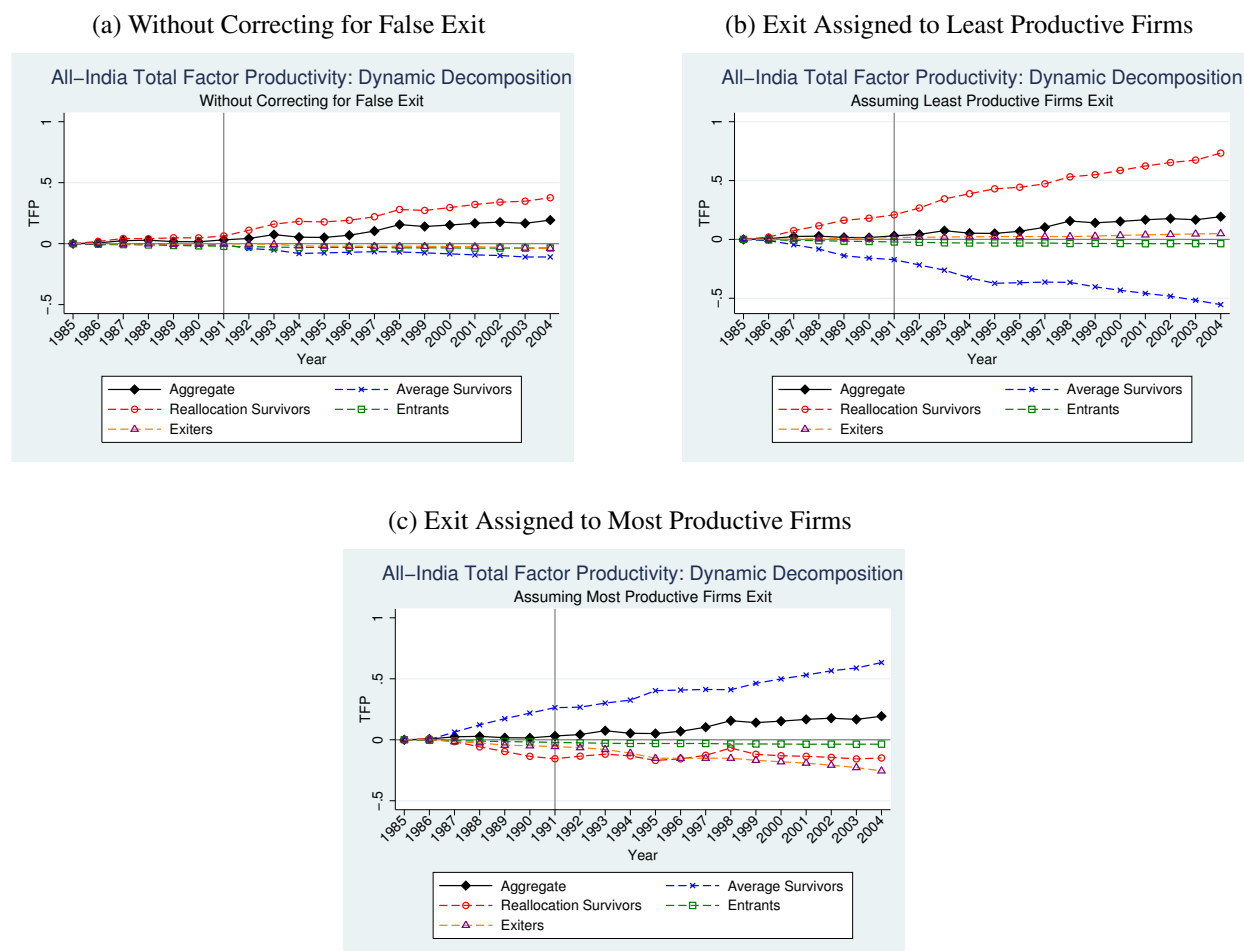 (a) Without Correcting for False Exit
All−India Total Factor Productivity: Dynamic Decomposition
Without Correcting for False Exit
TFP
1
.5
0
−.5
1985 1986 1987 1988 1989 1990 1991 1992 1993 1994 1995 1996 1997 1998 1999 2000 2001 2002 2003 2004
Year
Aggregate Average Survivors
Reallocation Survivors Entrants
Exiters
(b) Exit Assigned to Least Productive Firms
All−India Total Factor Productivity: Dynamic Decomposition
Assuming Least Productive Firms Exit
TFP
1
.5
0
−.5
1985 1986 1987 1988 1989 1990 1991 1992 1993 1994 1995 1996 1997 1998 1999 2000 2001 2002 2003 2004
Year
Aggregate Average Survivors
Reallocation Survivors Entrants
Exiters
(c) Exit Assigned to Most Productive Firms
All−India Total Factor Productivity: Dynamic Decomposition
Assuming Most Productive Firms Exit
TFP
1
.5
0
−.5
1985 1986 1987 1988 1989 1990 1991 1992 1993 1994 1995 1996 1997 1998 1999 2000 2001 2002 2003 2004
Year
Aggregate Average Survivors
Reallocation Survivors Entrants
Exiters